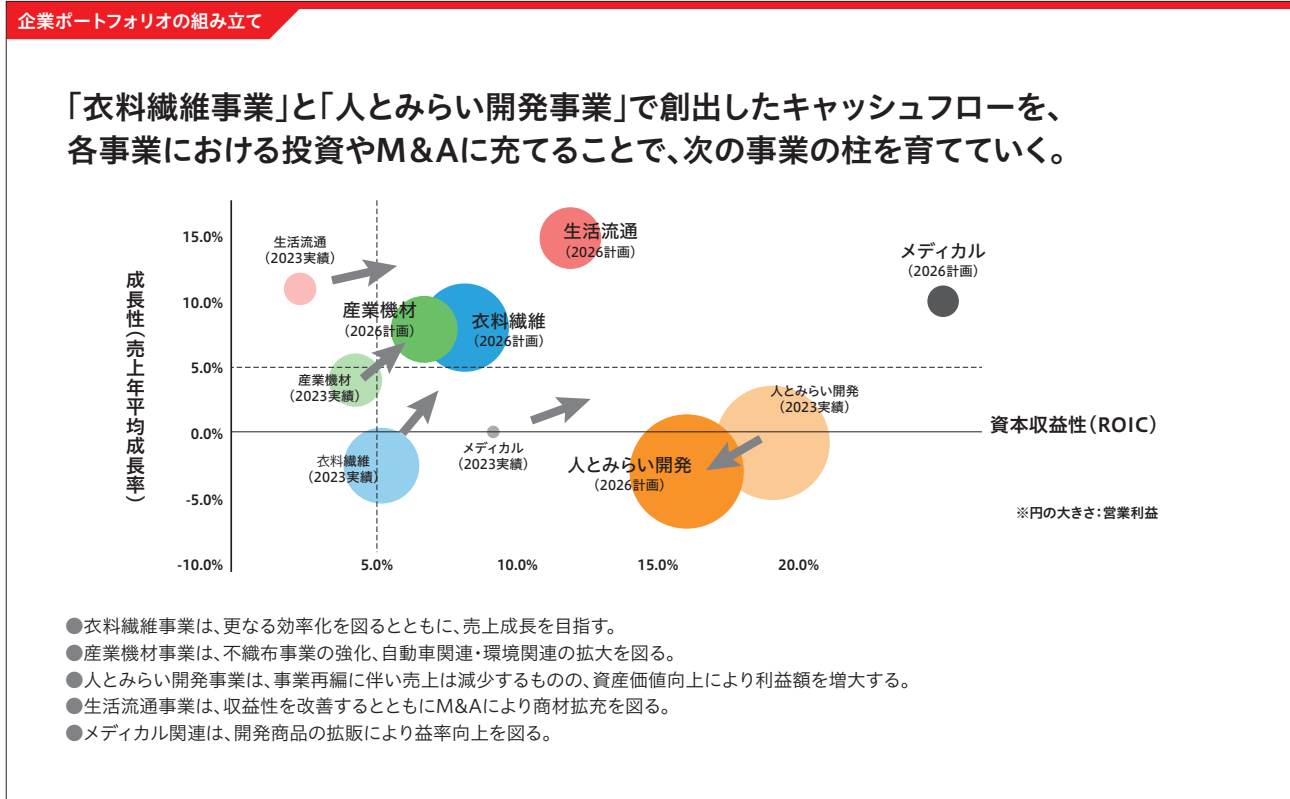 企業ポートフォリオの組み立て
「衣料繊維事業」と「人とみらい開発事業」で創出したキャッシュフローを、
各事業における投資やM&Aに充てることで、次の事業の柱を育てていく。
成長性(売上年平均成長率)
15.0%
10.0%
5.0%
0.0%
-5.0%
-10.0%
生活流通
(2023実績)
生活流通
(2026計画)
メディカル
(2026計画)
産業機材
(2026計画)
衣料繊維
(2026計画)
産業機材
(2023実績)
人とみらい開発
(2023実績)
衣料繊維
(2023実績)
メディカル
(2023実績)
人とみらい開発
(2026計画)
資本収益性(ROIC)
※円の大きさ:営業利益
5.0%
10.0%
15.0%
20.0%
●衣料繊維事業は、更なる効率化を図るとともに、売上成長を目指す。
●産業機材事業は、不織布事業の強化、自動車関連・環境関連の拡大を図る。
●人とみらい開発事業は、事業再編に伴い売上は減少するものの、資産価値向上により利益額を増大する。
●生活流通事業は、収益性を改善するとともにM&Aにより商材拡充を図る。
●メディカル関連は、開発商品の拡販により益率向上を図る。